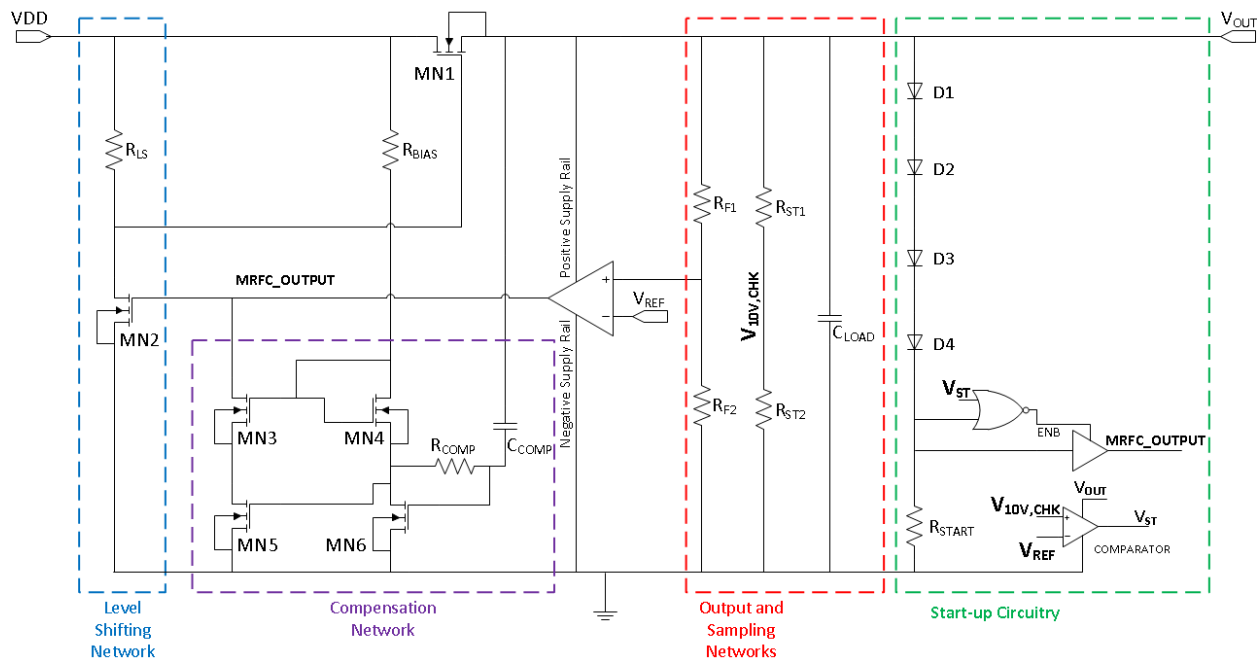 VDD
V_OUT
MN1
D1
R_LS
R_BIAS
D2
Positive Supply Rail
R_F1
R_ST1
D3
MRFC_OUTPUT
V_REF
V_10V,CHK
MN2
C_LOAD
D4
Negative Supply Rail
V_ST
R_F2
R_ST2
MN3
MN4
R_COMP
C_COMP
ENB
MRFC_OUTPUT
V_OUT
V_10V,CHK
V_ST
R_START
V_REF
COMPARATOR
MN5
MN6
Level
Shifting
Network
Compensation
Network
Output and
Sampling
Networks
Start-up Circuitry